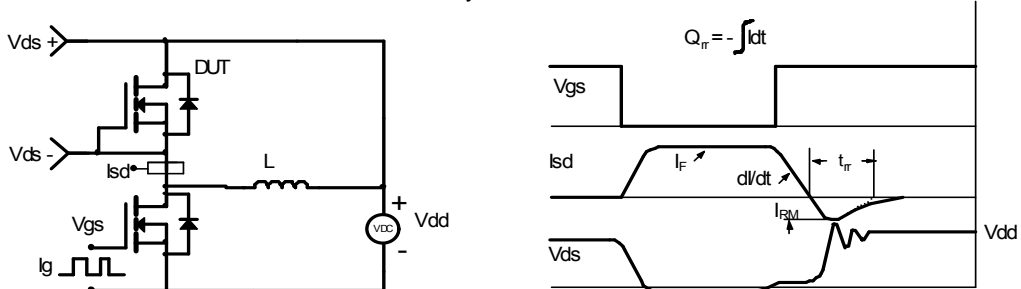 Vds +
DUT
Vds -
Isd
L
Vgs
+
VDC
Vdd
-
Ig
Qrr = - ∫Idt
Vgs
Isd
IF
dI/dt
trr
IRM
Vdd
Vds